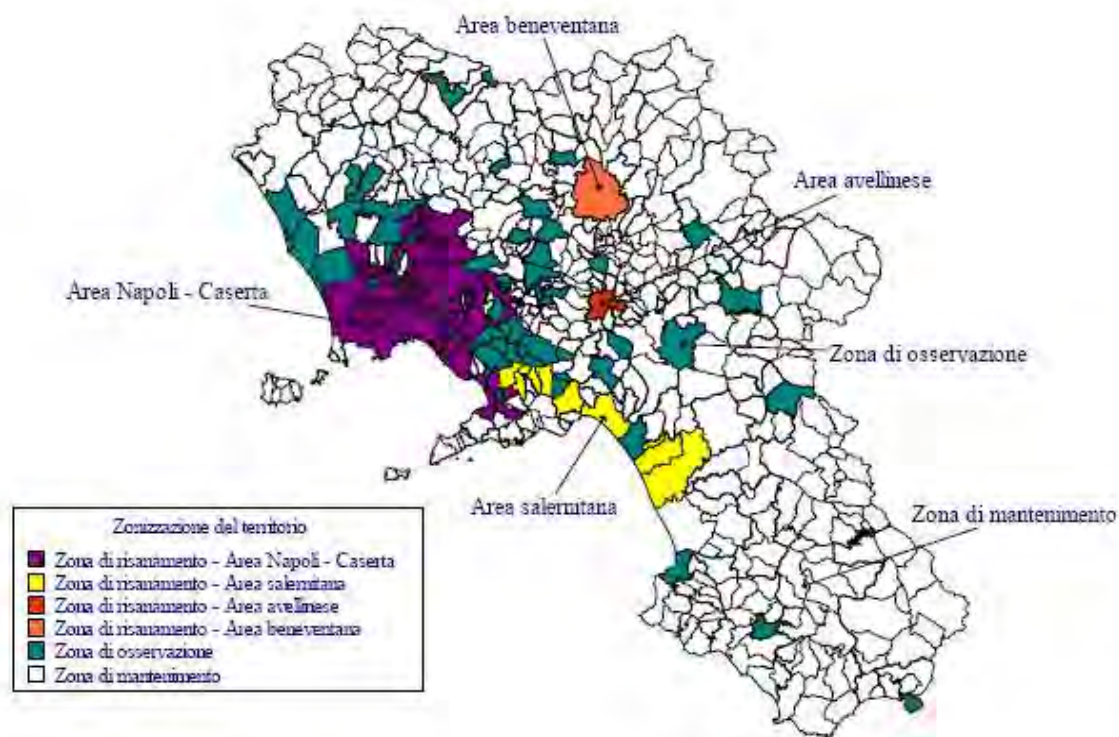 Area beneventana
Area avellinese
Area Napoli - Caserta
Zona di osservazione
Area salernitana
Zona di mantenimento
Zonizzazione del territorio
Zona di risanamento - Area Napoli - Caserta
Zona di risanamento - Area salernitana
Zona di risanamento - Area avellinese
Zona di risanamento - Area beneventana
Zona di osservazione
Zona di mantenimento